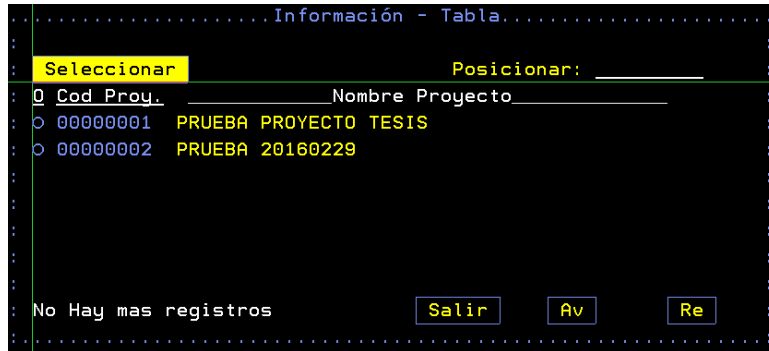 Información - Tabla
Seleccionar Posicionar:
O Cod Proy. Nombre Proyecto
00000001 PRUEBA PROYECTO TESIS
00000002 PRUEBA 20160229
No Hay mas registros Salir Av Re